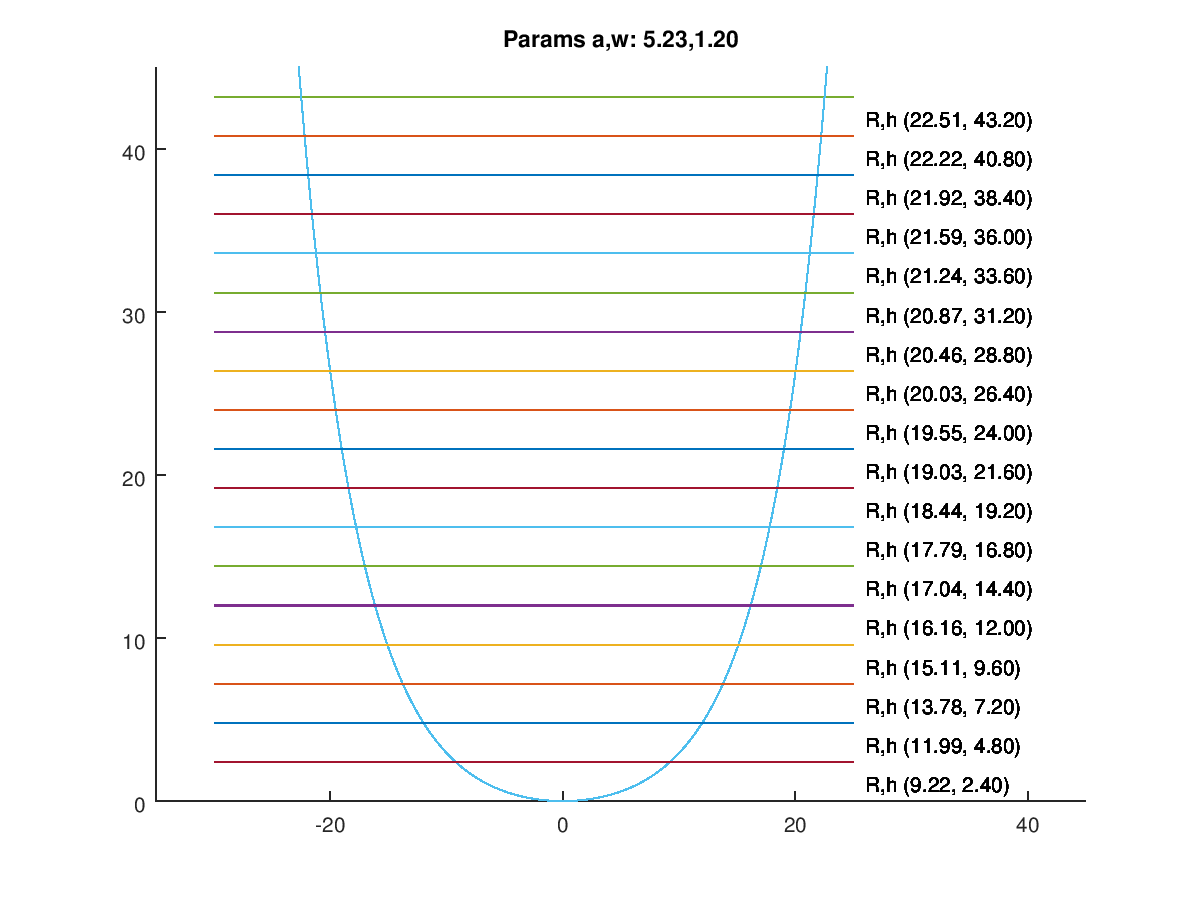 Params a,w: 5.23,1.20
40
30
20
10
0
-20
0
20
40
R,h (22.51, 43.20)
R,h (22.22, 40.80)
R,h (21.92, 38.40)
R,h (21.59, 36.00)
R,h (21.24, 33.60)
R,h (20.87, 31.20)
R,h (20.46, 28.80)
R,h (20.03, 26.40)
R,h (19.55, 24.00)
R,h (19.03, 21.60)
R,h (18.44, 19.20)
R,h (17.79, 16.80)
R,h (17.04, 14.40)
R,h (16.16, 12.00)
R,h (15.11, 9.60)
R,h (13.78, 7.20)
R,h (11.99, 4.80)
R,h (9.22, 2.40)